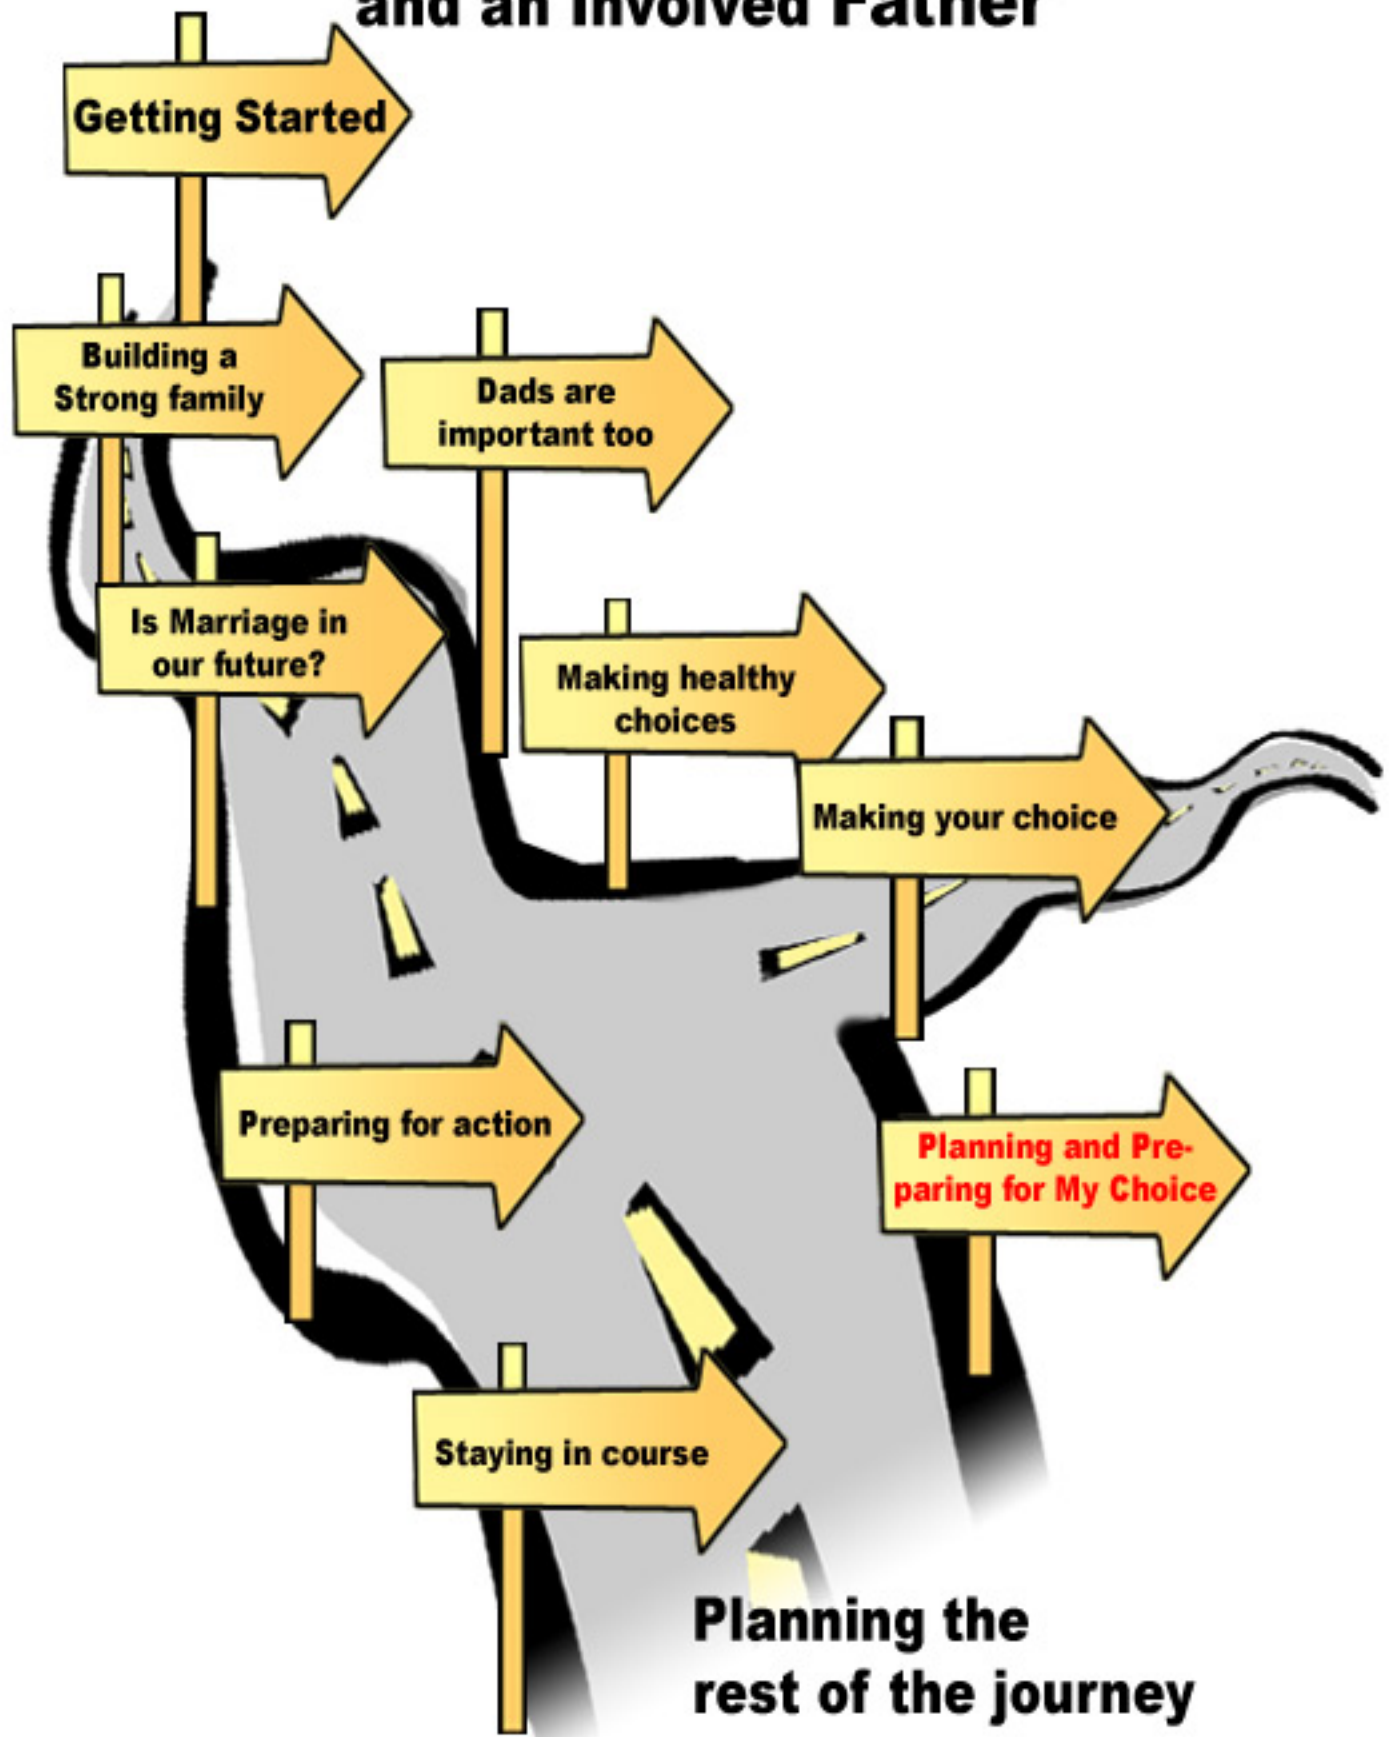 and an involved Father
Getting Started
Building a
Strong family
Dads are
important too
Is Marriage in
our future?
Making healthy
choices
Making your choice
Preparing for action
Planning and Pre-
paring for My Choice
Staying in course
Planning the
rest of the journey